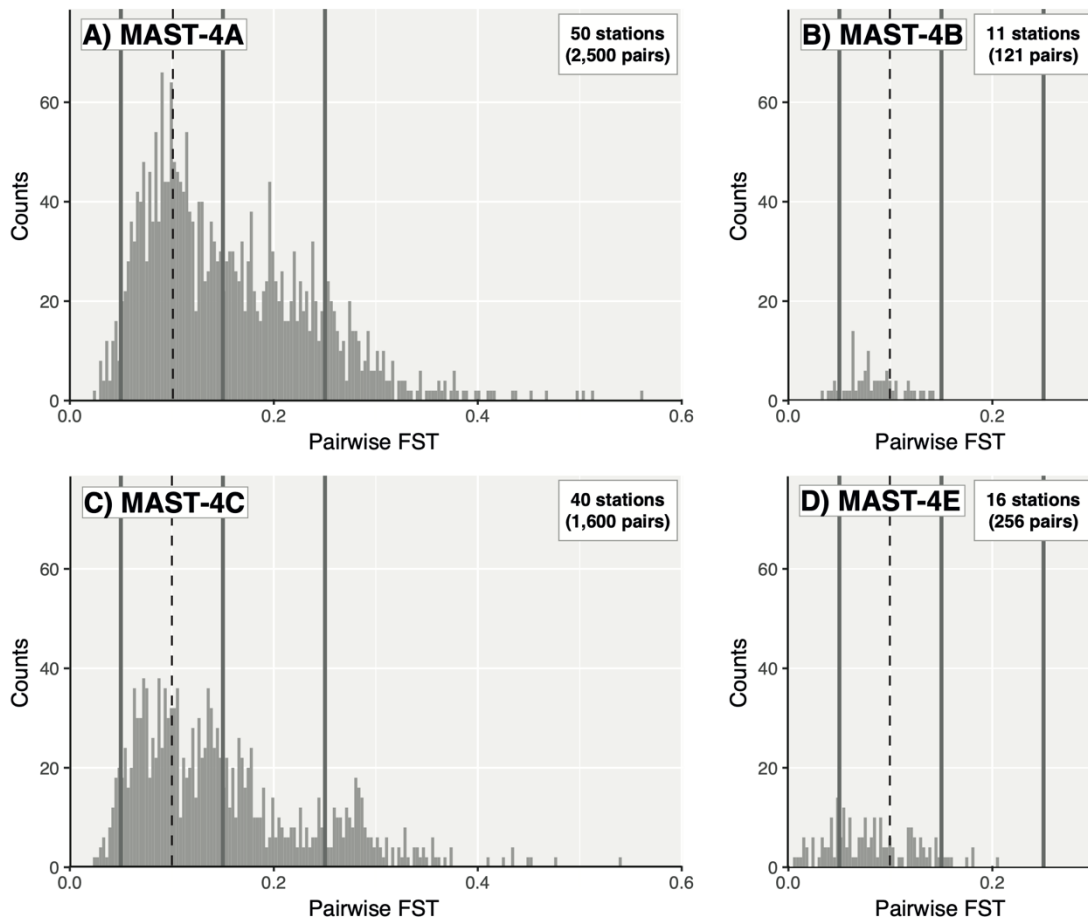 A) MAST-4A
50 stations
(2,500 pairs)
Counts
60
40
20
0
0.0
0.2
0.4
0.6
Pairwise FST
B) MAST-4B
11 stations
(121 pairs)
Counts
60
40
20
0
0.0
0.2
Pairwise FST
C) MAST-4C
40 stations
(1,600 pairs)
Counts
60
40
20
0
0.0
0.2
0.4
0.6
Pairwise FST
D) MAST-4E
16 stations
(256 pairs)
Counts
60
40
20
0
0.0
0.2
Pairwise FST